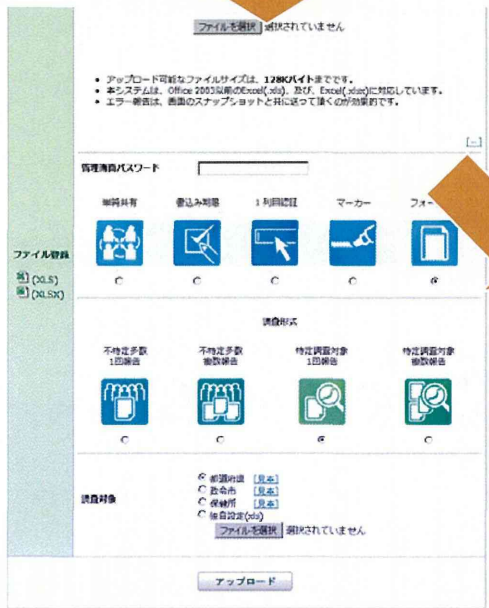 ファイルを選択 選択されていません
• アップロード可能なファイルサイズは、128Kバイトまでです。
• 本システムは、Office 2003以前のExcel(.xls)、及び、Excel(.xlsx)に対応しています。
• エラー報告は、画面のスナップショットと共に送って頂くのが効果的です。
[-]
管理画面パスワード
単純共有 書込み制限 1列目認証 マーカー フォー
ファイル登録
(XLS)
(XLSX)
調査形式
不特定多数 不特定多数 特定調査対象 特定調査対象
1回報告 複数報告 1回報告 複数報告
調査対象
都道府県 [見本]
政令市 [見本]
保健所 [見本]
独自設定(xls)
ファイルを選択 選択されていません
アップロード